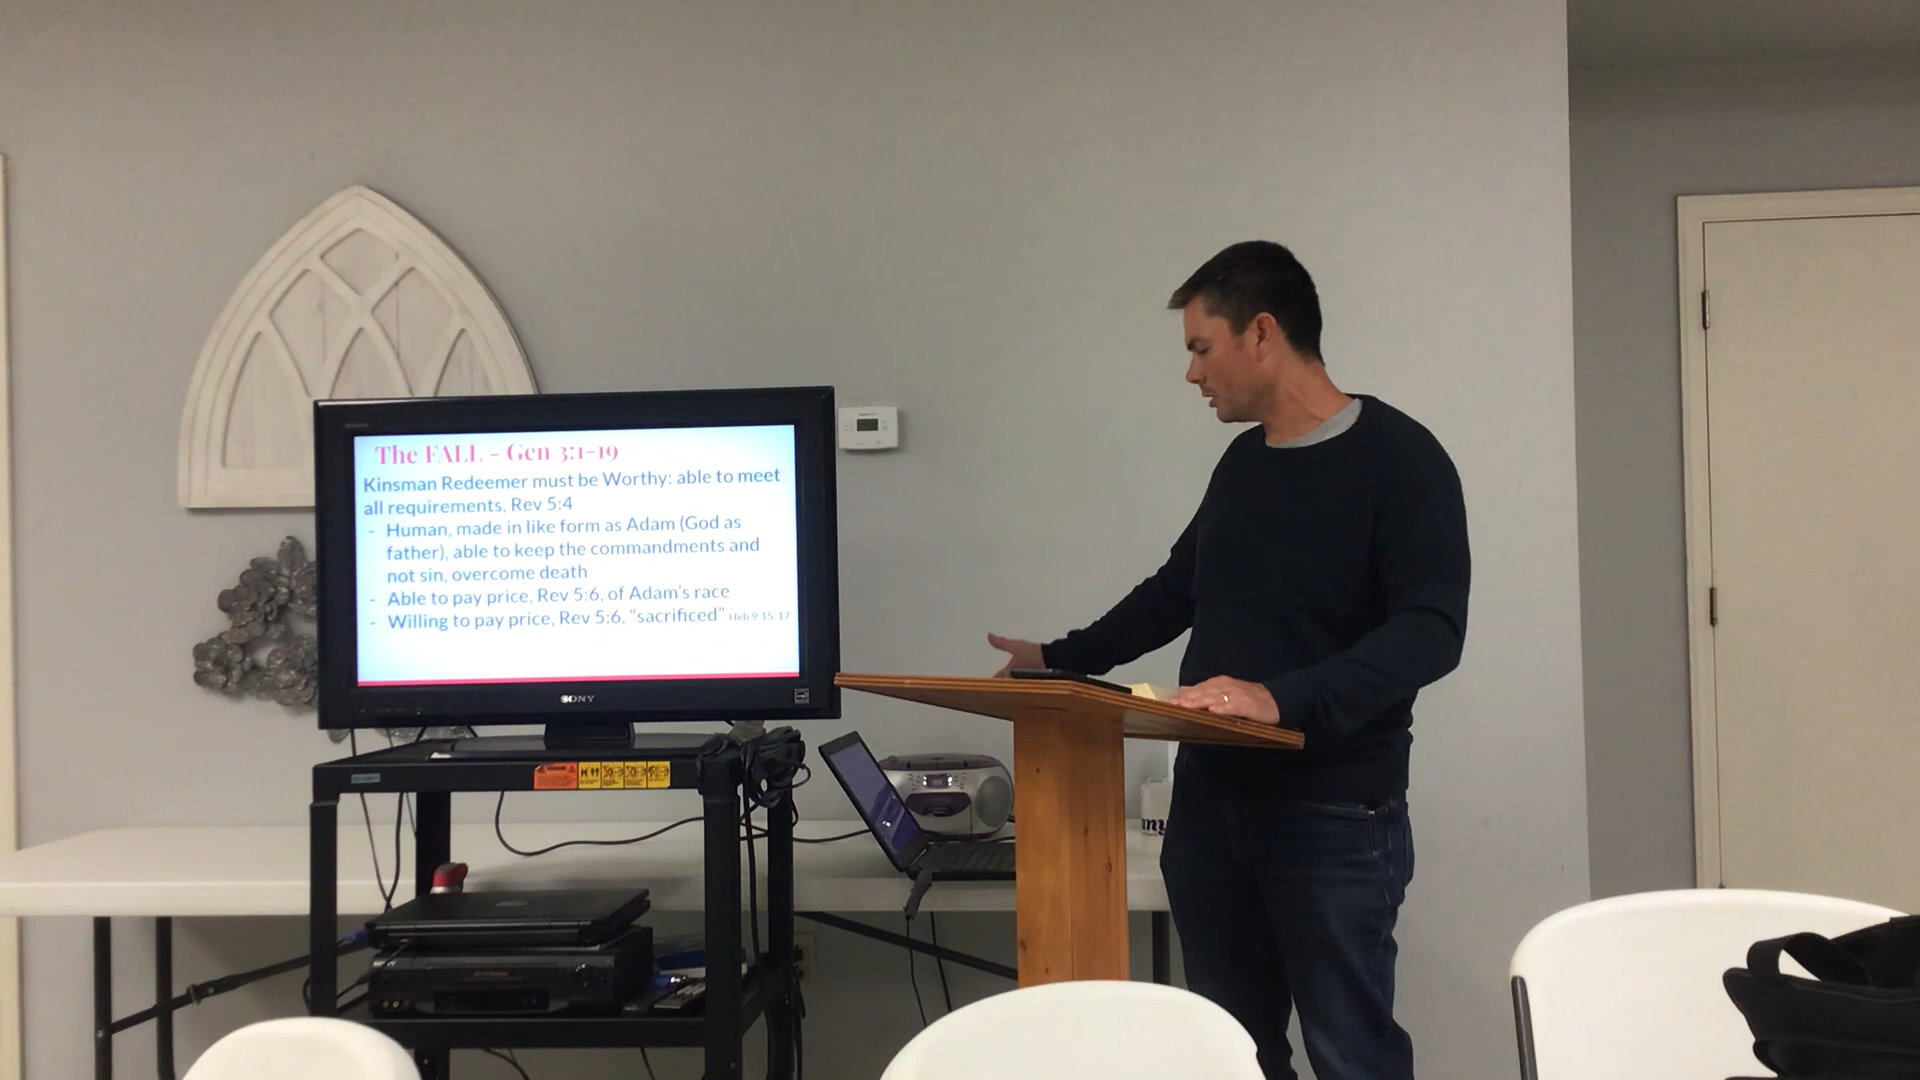 The FALL - Gen 3:1-19
Kinsman Redeemer must be Worthy: able to meet
all requirements, Rev 5:4
- Human, made in like form as Adam (God as
father), able to keep the commandments and
not sin, overcome death
- Able to pay price, Rev 5:6, of Adam's race
- Willing to pay price, Rev 5:6, "sacrificed" Heb 9:15-17
SONY